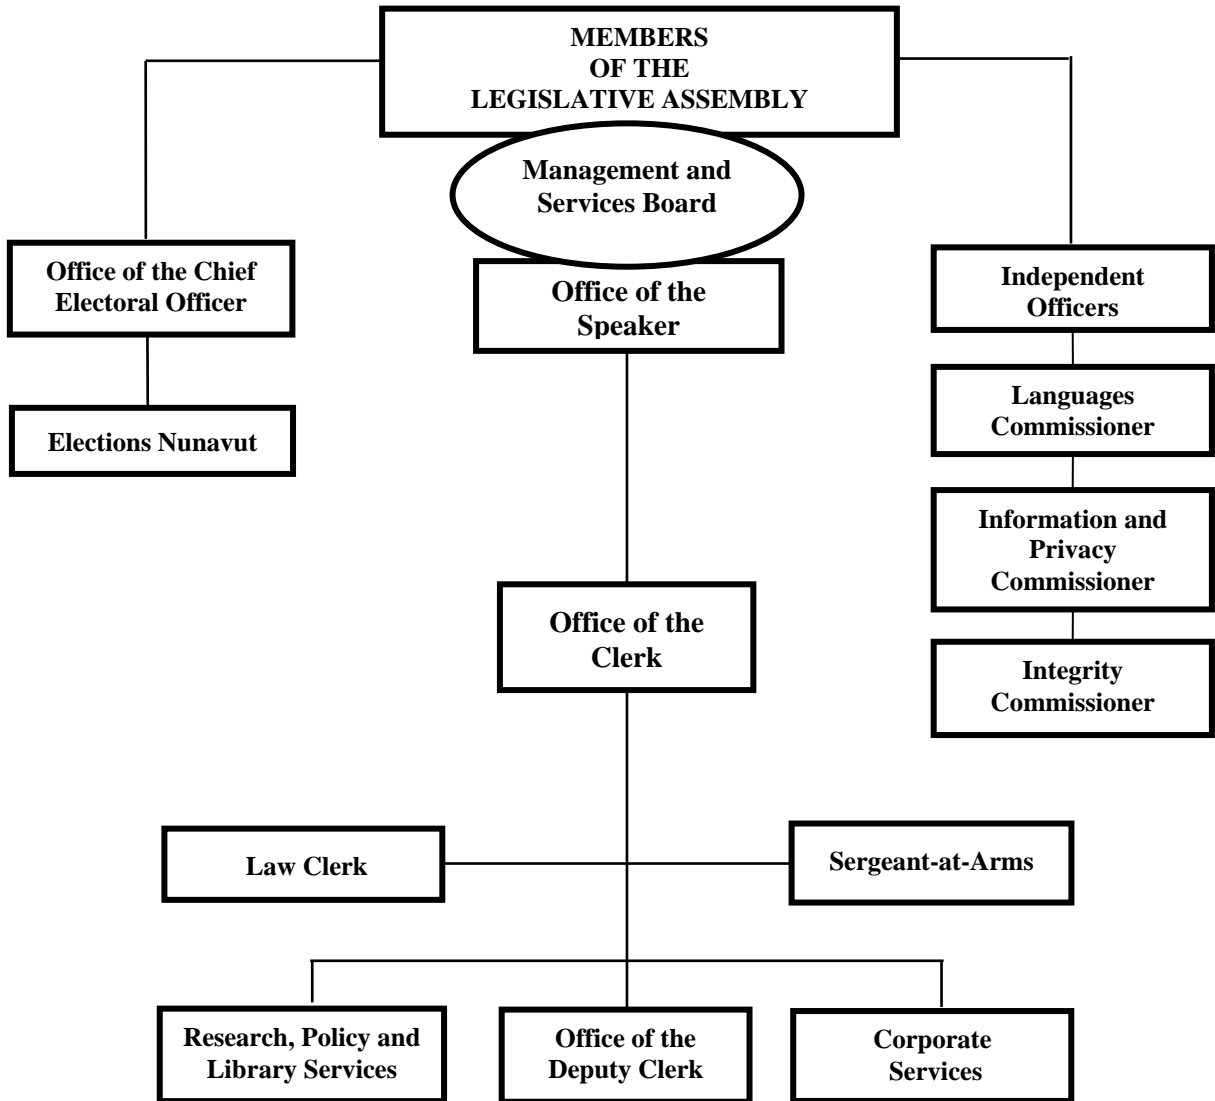 MEMBERS
OF THE
LEGISLATIVE ASSEMBLY
Management and
Services Board
Office of the Chief
Electoral Officer
Office of the
Speaker
Independent
Officers
Elections Nunavut
Languages
Commissioner
Information and
Privacy
Commissioner
Office of the
Clerk
Integrity
Commissioner
Law Clerk
Sergeant-at-Arms
Research, Policy and
Library Services
Office of the
Deputy Clerk
Corporate
Services